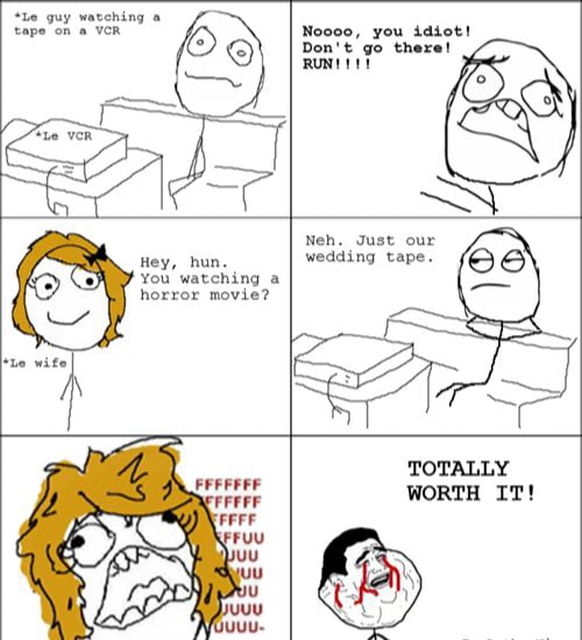 *Le guy watching a
tape on a VCR
*Le VCR
Noooo, you idiot!
Don't go there!
RUN!!!!
Hey, hun.
You watching a
horror movie?
*Le wife
Neh. Just our
wedding tape.
FFFFFFF
FFFFFF
FFFF
FFUU
UUU
UU
UU
UUUU
UUUU-
TOTALLY
WORTH IT!